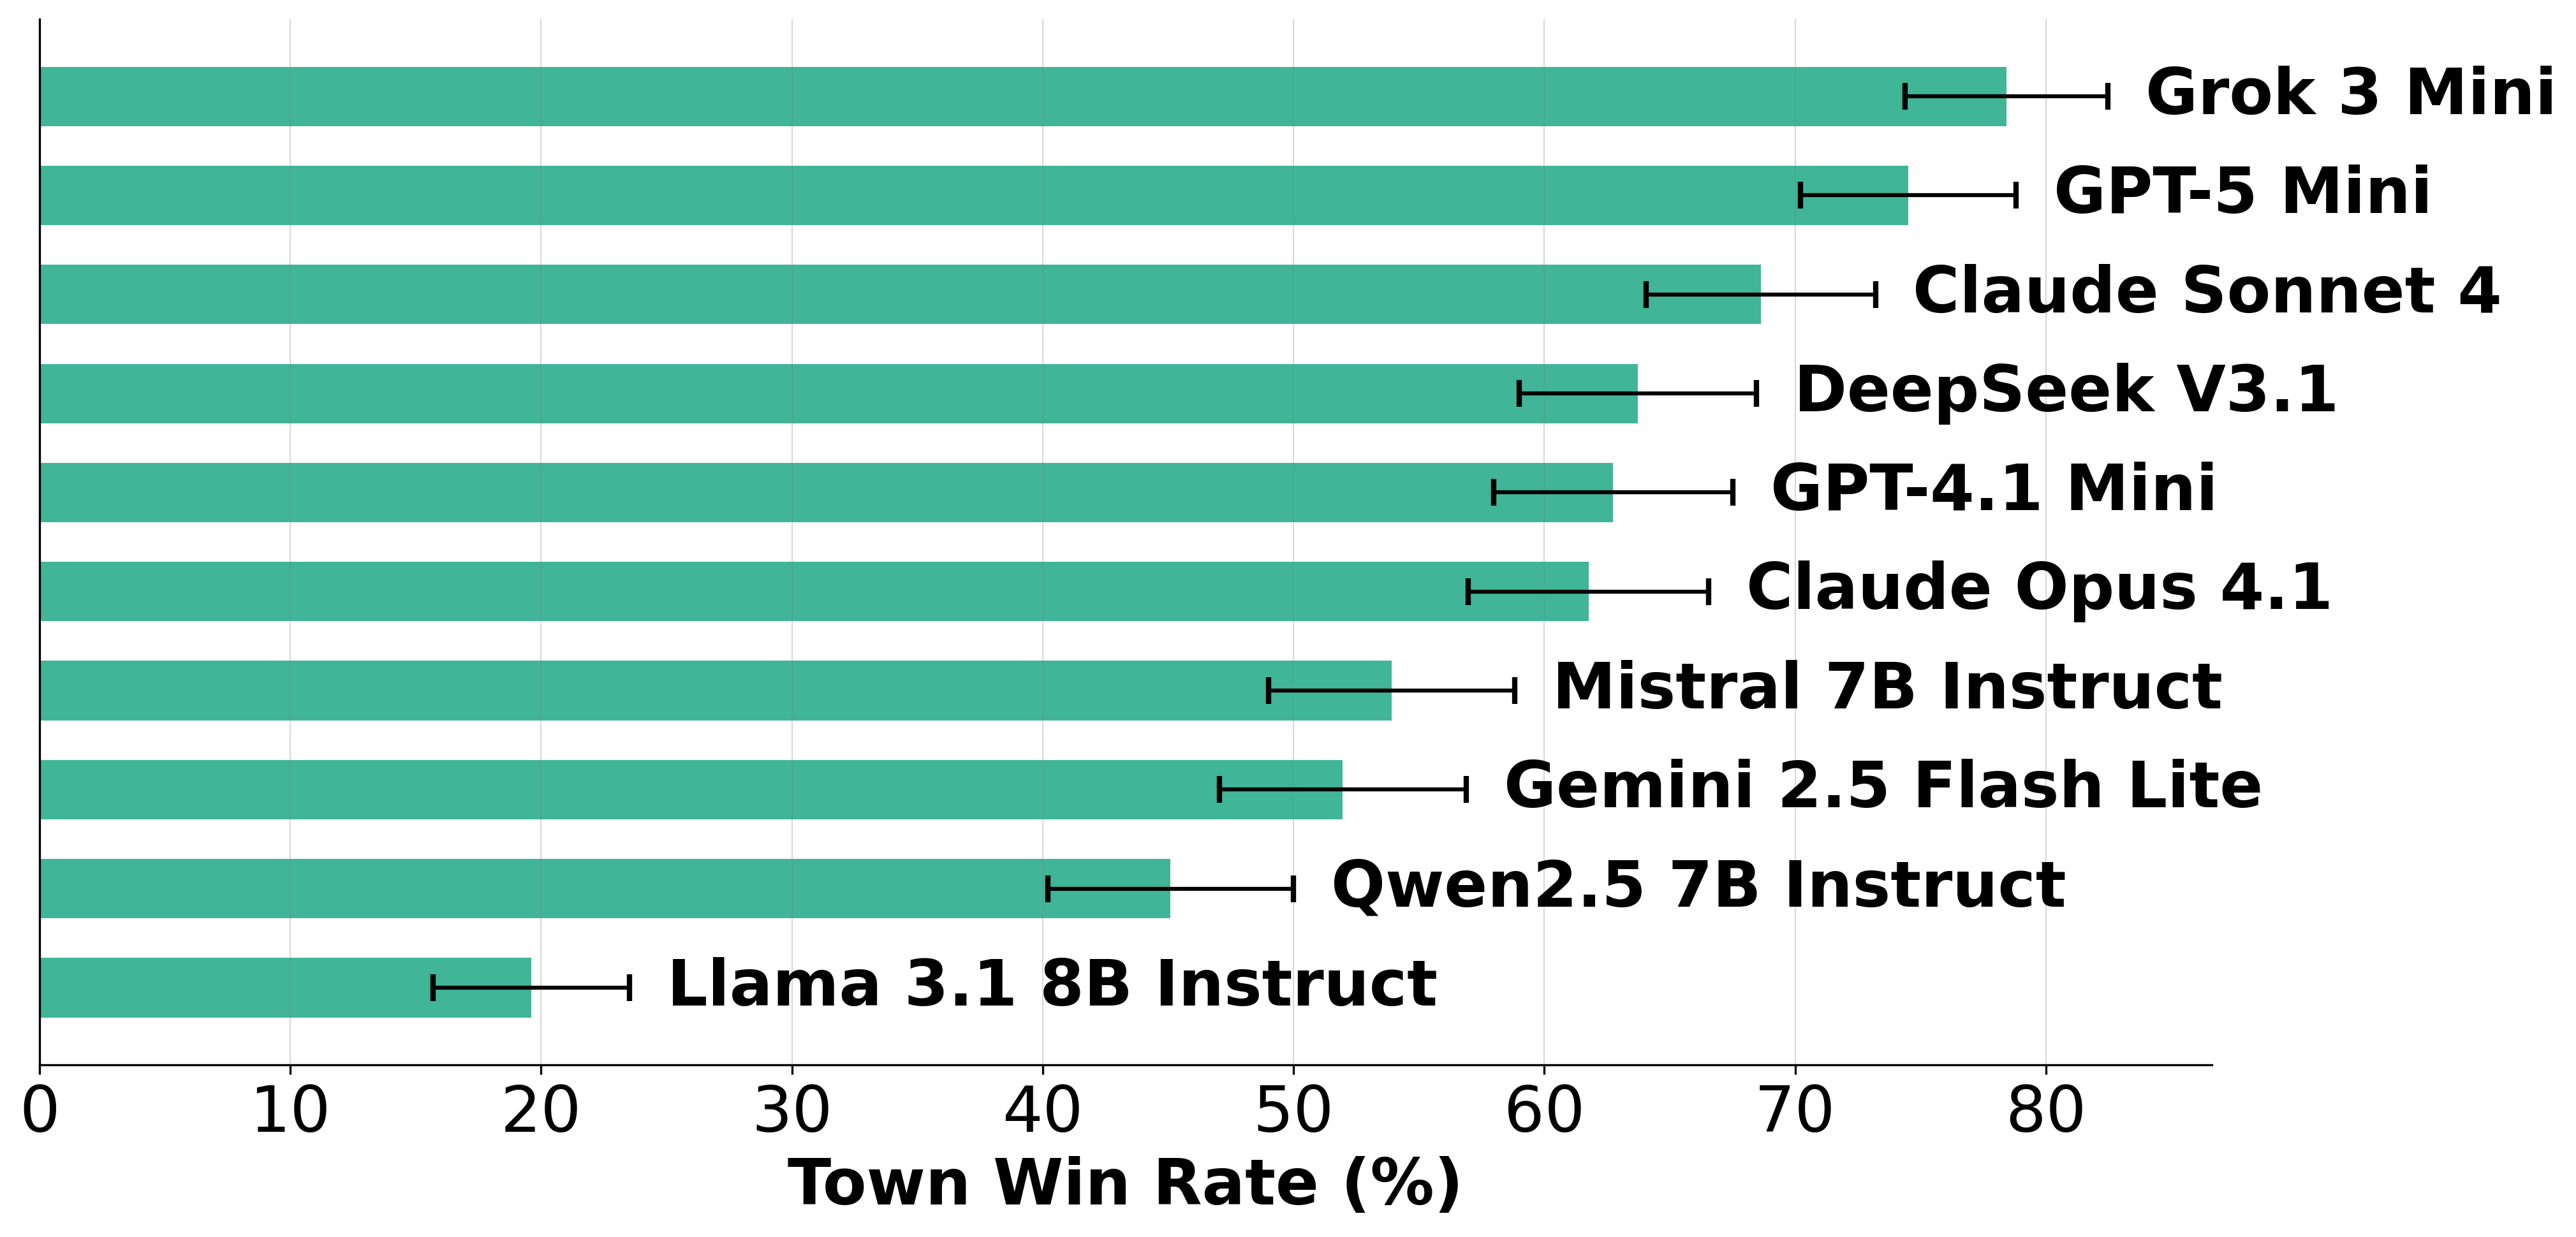 Grok 3 Mini
GPT-5 Mini
Claude Sonnet 4
DeepSeek V3.1
GPT-4.1 Mini
Claude Opus 4.1
Mistral 7B Instruct
Gemini 2.5 Flash Lite
Qwen2.5 7B Instruct
Llama 3.1 8B Instruct
0 10 20 30 40 50 60 70 80
Town Win Rate (%)